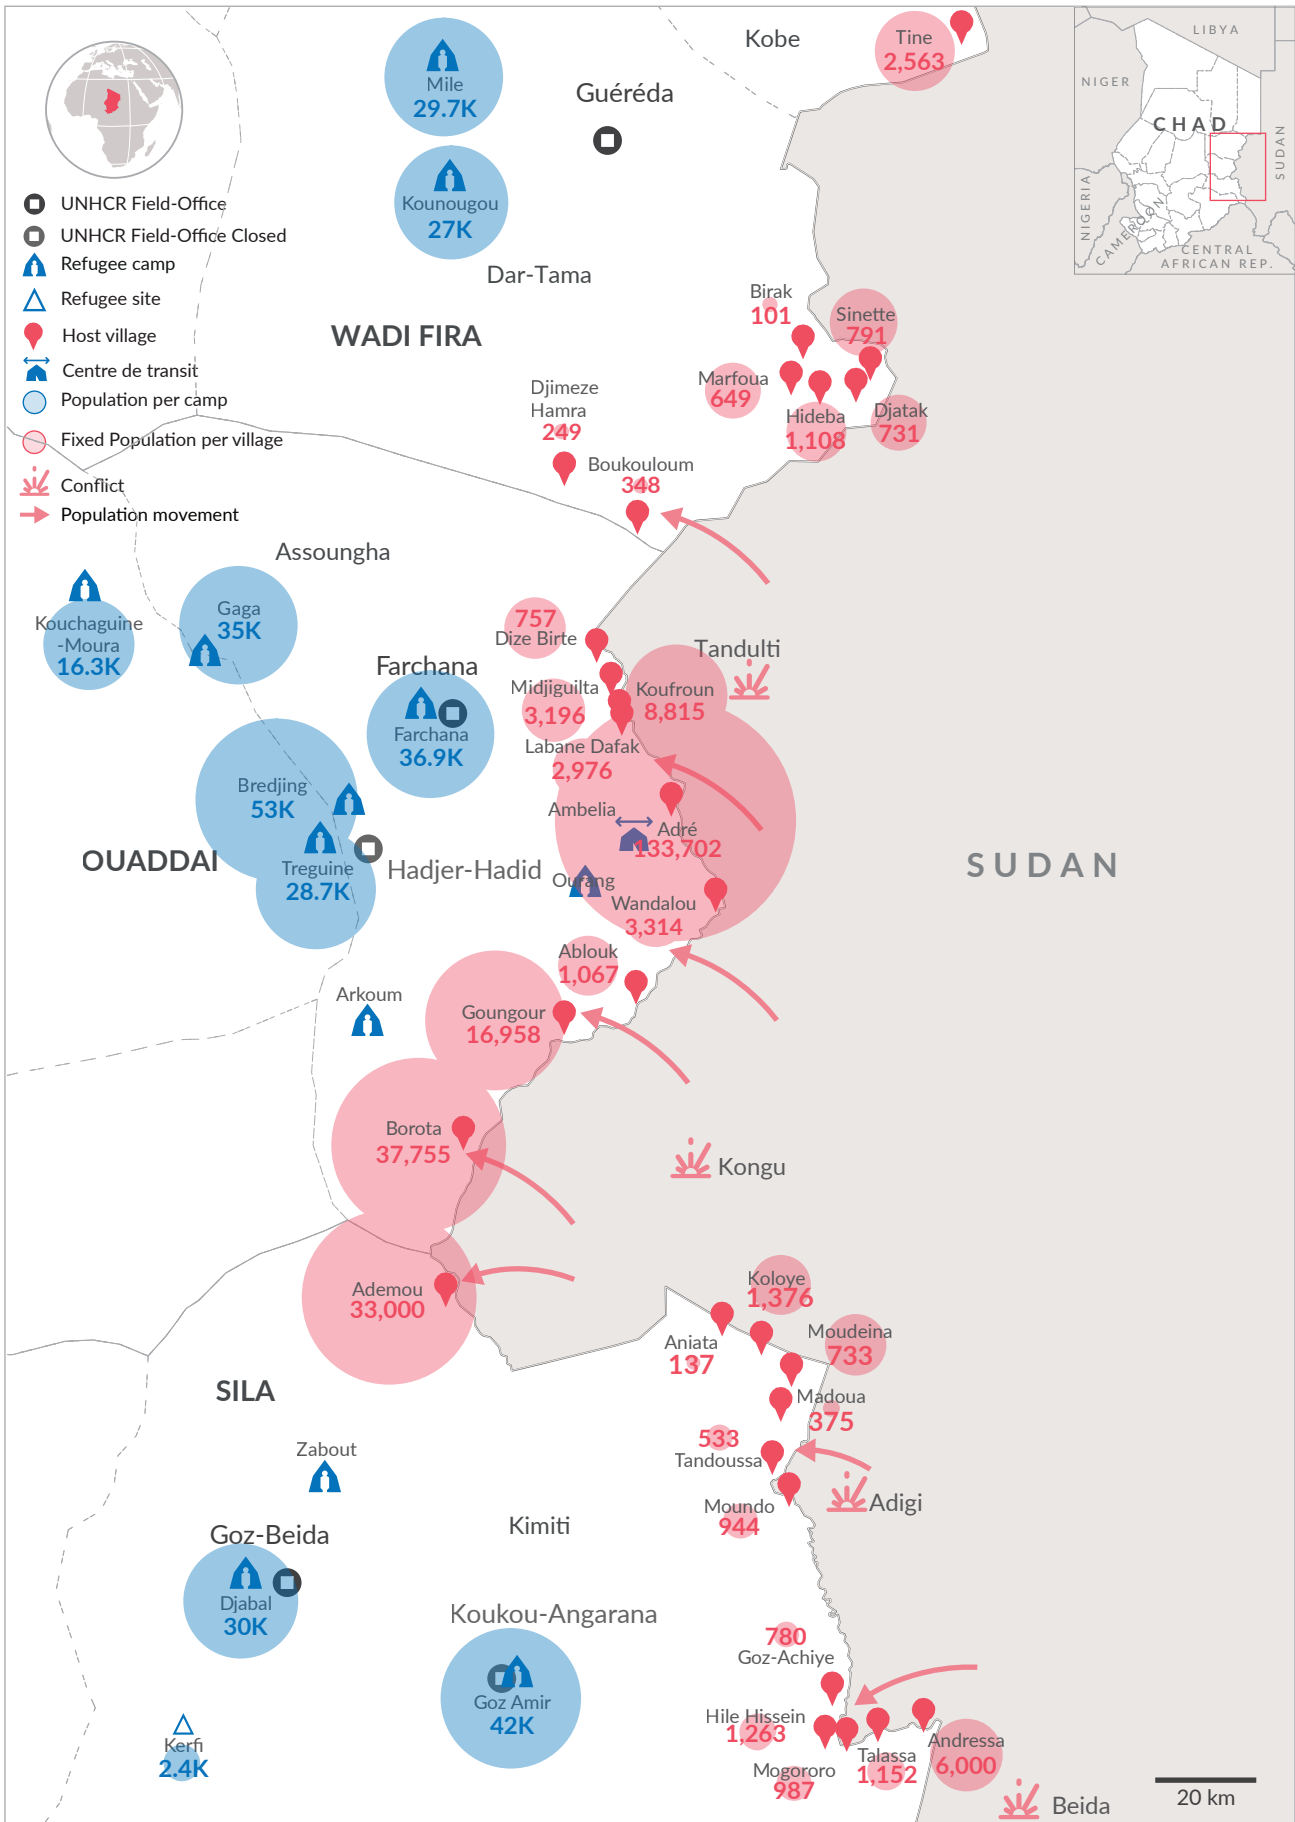 Kobe
Tine
2,563
LIBYA
NIGER
CHAD
SUDAN
NIGERIA
CAMEROON
CENTRAL
AFRICAN REP.
Mile
29.7K
Guéréda
Kounougou
27K
Dar-Tama
WADI FIRA
UNHCR Field-Office
UNHCR Field-Office Closed
Refugee camp
Refugee site
Host village
Centre de transit
Population per camp
Fixed Population per village
Conflict
Population movement
Birak
101
Sinette
791
Marfoua
649
Hideba
1,108
Djatak
731
Djimeze
Hamra
249
Boukouloum
348
Assoungha
Kouchaguine
-Moura
16.3K
Gaga
35K
757
Dize Birte
Farchana
Farchana
36.9K
Midjiguilta
3,196
Koufroun
8,815
Tandulti
Labane Dafak
2,976
Bredjing
53K
Ambelia
Adré
133,702
OUADDAI
Treguine
28.7K
Hadjer-Hadid
Ourang
Wandalou
3,314
SUDAN
Ablouk
1,067
Arkoum
Goungour
16,958
Borota
37,755
Kongu
Ademou
33,000
Koloye
1,376
Aniata
137
Moudeina
733
SILA
Madoua
375
533
Tandoussa
Zabout
Moundo
944
Adigi
Goz-Beida
Kimiti
Djabal
30K
Koukou-Angarana
780
Goz-Achiye
Goz Amir
42K
Hile Hissein
1,263
Kerfi
2.4K
Mogororo
987
Talassa
1,152
Andressa
6,000
Beida
20 km